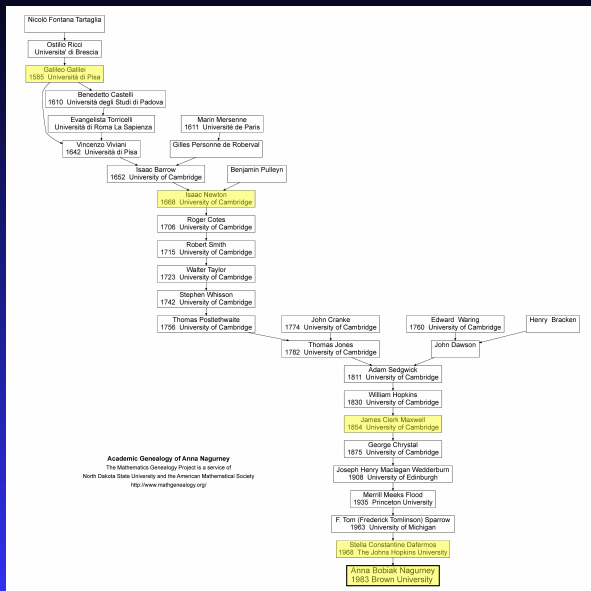 Nicolò Fontana Tartaglia
Ostilio Ricci
Universita' di Brescia
Galileo Galilei
1585 Università di Pisa
Benedetto Castelli
1610 Università degli Studi di Padova
Evangelista Torricelli
Università di Roma La Sapienza
Marin Mersenne
1611 Université de Paris
Vincenzo Viviani
1642 Università di Pisa
Gilles Personne de Roberval
Isaac Barrow
1652 University of Cambridge
Benjamin Pulleyn
Isaac Newton
1668 University of Cambridge
Roger Cotes
1706 University of Cambridge
Robert Smith
1715 University of Cambridge
Walter Taylor
1723 University of Cambridge
Stephen Whisson
1742 University of Cambridge
Thomas Postlethwaite
1756 University of Cambridge
John Cranke
1774 University of Cambridge
Edward Waring
1760 University of Cambridge
Henry Bracken
Thomas Jones
1782 University of Cambridge
John Dawson
Adam Sedgwick
1811 University of Cambridge
William Hopkins
1830 University of Cambridge
James Clerk Maxwell
1854 University of Cambridge
George Chrystal
1875 University of Cambridge
Academic Genealogy of Anna Nagurney
The Mathematics Genealogy Project is a service of
North Dakota State University and the American Mathematical Society
http://www.mathgenealogy.org/
Joseph Henry Maclagan Wedderburn
1908 University of Edinburgh
Merrill Meeks Flood
1935 Princeton University
F. Tom (Frederick Tomlinson) Sparrow
1963 University of Michigan
Stella Constantine Dafermos
1968 The Johns Hopkins University
Anna Bobiak Nagurney
1983 Brown University